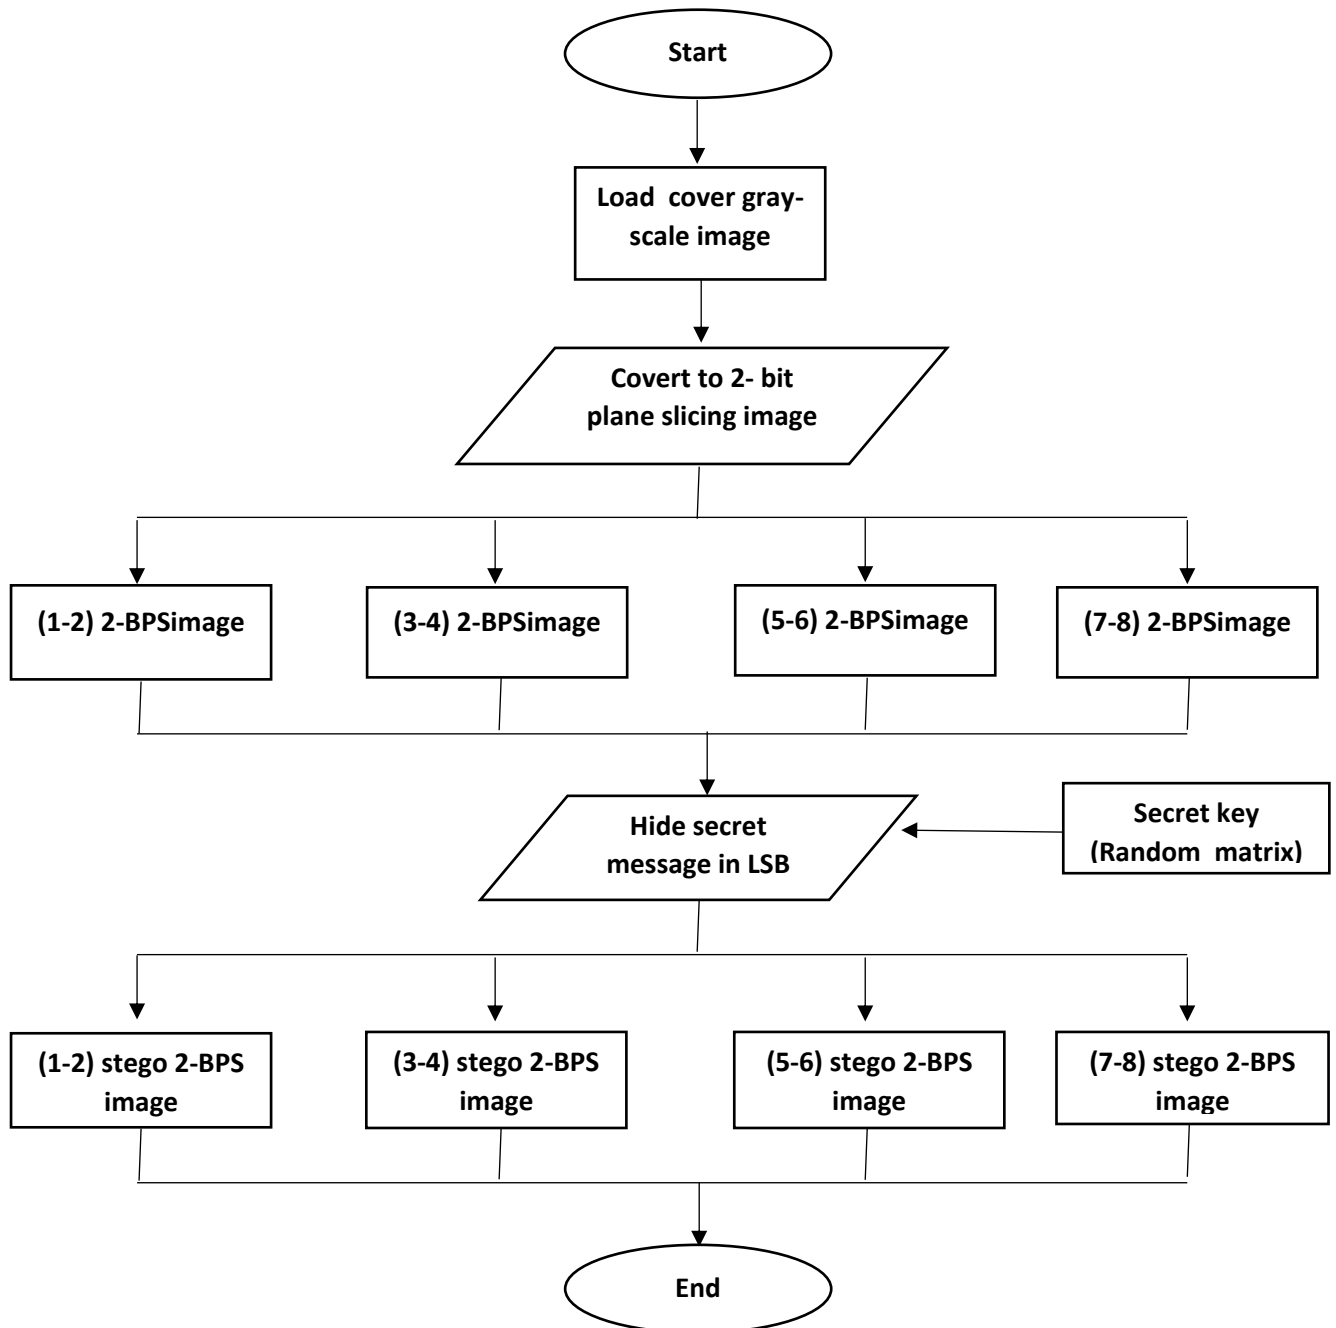 Start
Load cover gray-
scale image
Covert to 2- bit
plane slicing image
(1-2) 2-BPSimage
(3-4) 2-BPSimage
(5-6) 2-BPSimage
(7-8) 2-BPSimage
Hide secret
message in LSB
Secret key
(Random matrix)
(1-2) stego 2-BPS
image
(3-4) stego 2-BPS
image
(5-6) stego 2-BPS
image
(7-8) stego 2-BPS
image
End